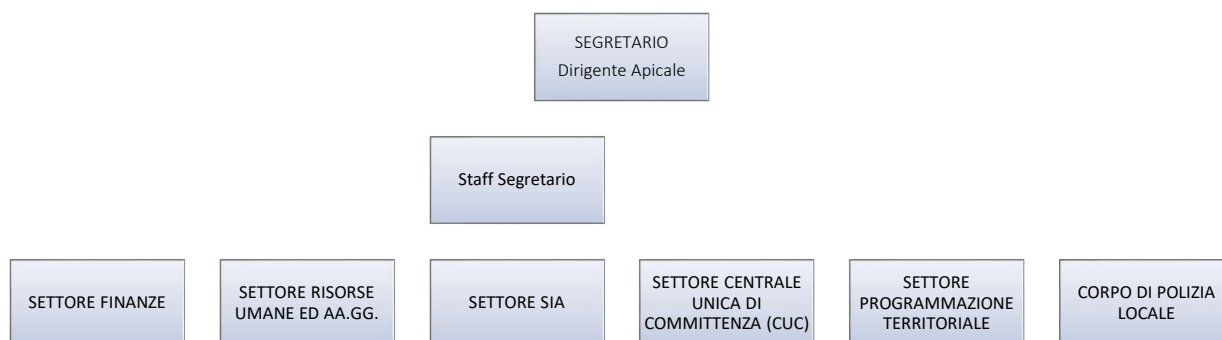 SEGRETARIO
Dirigente Apicale
Staff Segretario
SETTORE FINANZE
SETTORE RISORSE
UMANE ED AA.GG.
SETTORE SIA
SETTORE CENTRALE
UNICA DI
COMMITTENZA (CUC)
SETTORE
PROGRAMMAZIONE
TERRITORIALE
CORPO DI POLIZIA
LOCALE